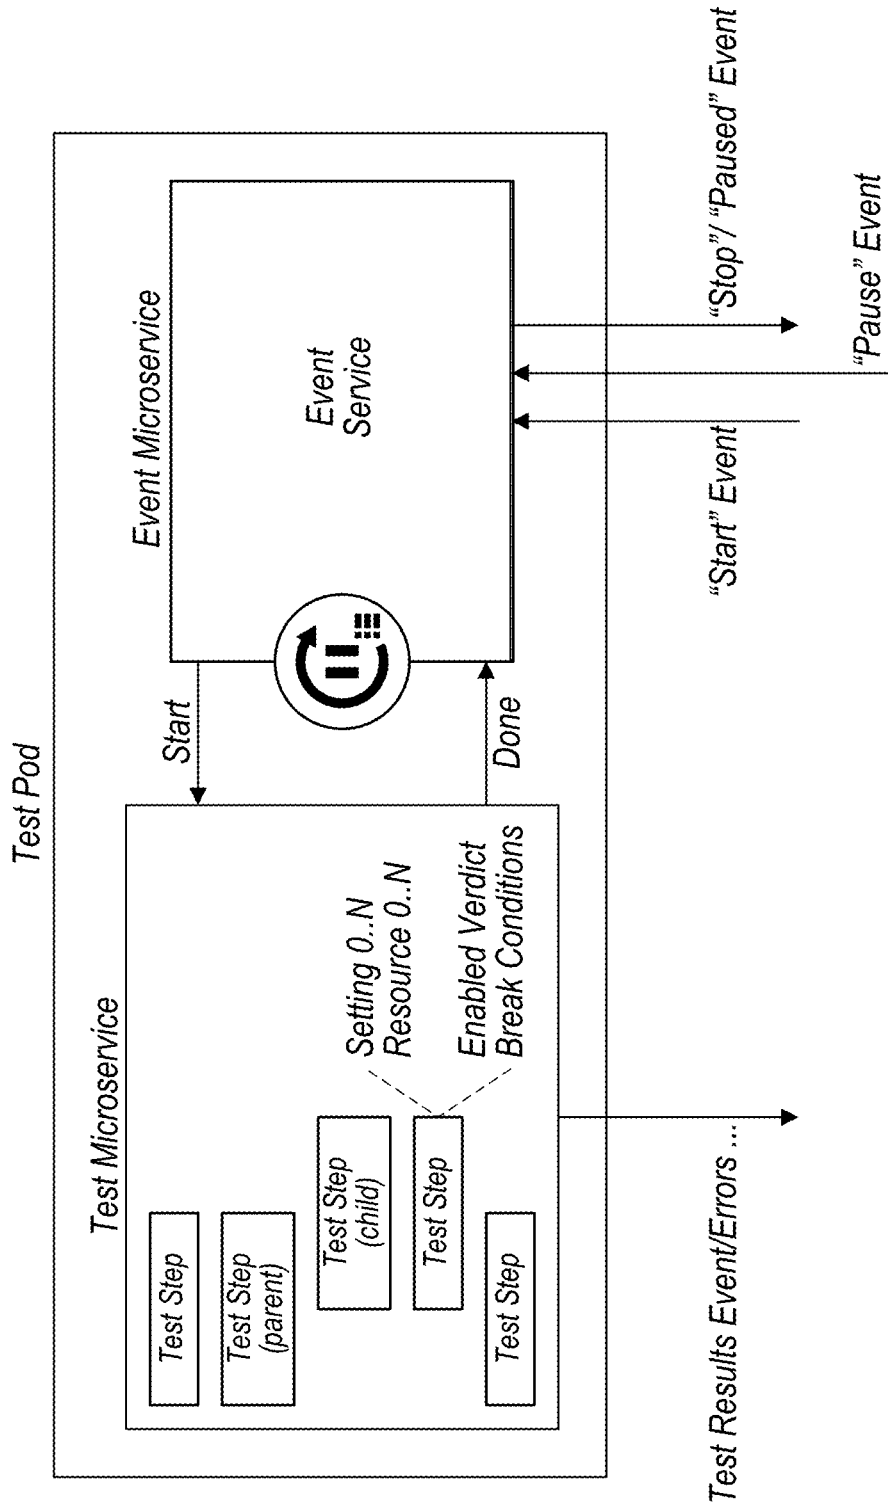 Test Pod
Test Microservice
Test Step
Test Step
(parent)
Test Step
(child)
Test Step
Test Step
Setting 0..N
Resource 0..N
Enabled Verdict
Break Conditions
Start
Done
Event Microservice
Event
Service
Test Results Event/Errors ...
“Start” Event
“Stop”/ “Paused” Event
“Pause” Event